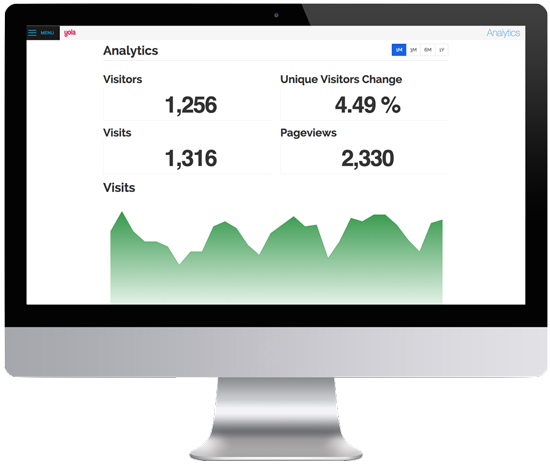 MENU yola Analytics
Analytics 1M 3M 6M 1Y
Visitors Unique Visitors Change
1,256 4.49 %
Visits Pageviews
1,316 2,330
Visits